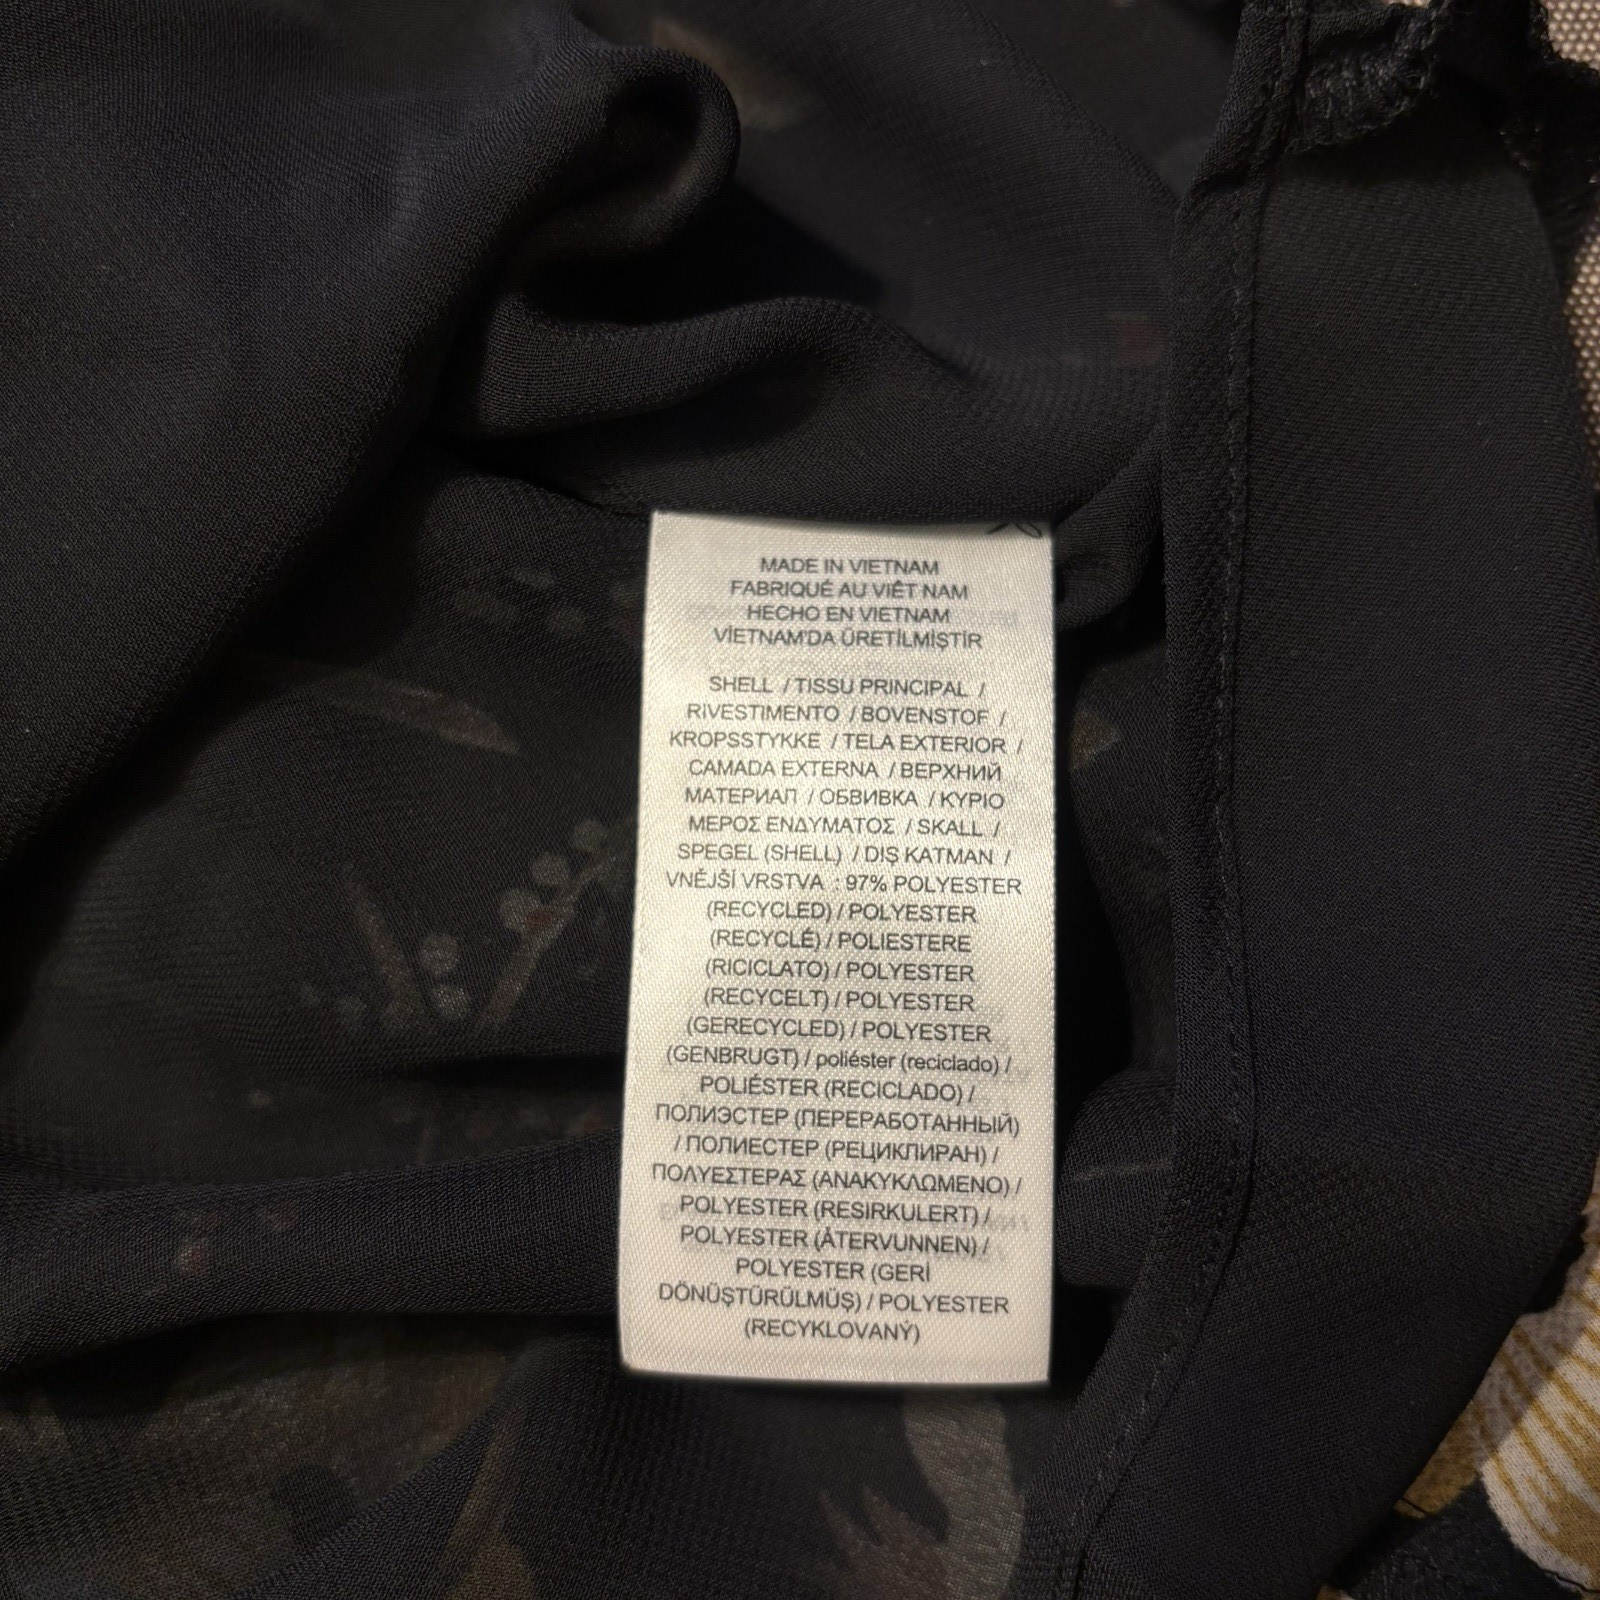 MADE IN VIETNAM
FABRIQUÉ AU VIÊT NAM
HECHO EN VIETNAM
VİETNAM'DA ÜRETİLMİŞTİR
SHELL / TISSU PRINCIPAL /
RIVESTIMENTO / BOVENSTOF /
KROPSSTYKKE / TELA EXTERIOR /
CAMADA EXTERNA / ВЕРХНИЙ
МАТЕРИАЛ / ОБВИВКА / ΚΥΡΙΟ
ΜΕΡΟΣ ΕΝΔΥΜΑΤΟΣ / SKALL /
SPEGEL (SHELL) / DIŞ KATMAN /
VNĚJŠÍ VRSTVA : 97% POLYESTER
(RECYCLED) / POLYESTER
(RECYCLÉ) / POLIESTERE
(RICICLATO) / POLYESTER
(RECYCELT) / POLYESTER
(GERECYCLED) / POLYESTER
(GENBRUGT) / poliéster (reciclado) /
POLIÉSTER (RECICLADO) /
ПОЛИЭСТЕР (ПЕРЕРАБОТАННЫЙ)
/ ПОЛИЕСТЕР (РЕЦИКЛИРАН) /
ΠΟΛΥΕΣΤΕΡΑΣ (ΑΝΑΚΥΚΛΩΜΕΝΟ) /
POLYESTER (RESIRKULERT) /
POLYESTER (ÅTERVUNNEN) /
POLYESTER (GERİ
DÖNÜŞTÜRÜLMÜŞ) / POLYESTER
(RECYKLOVANÝ)